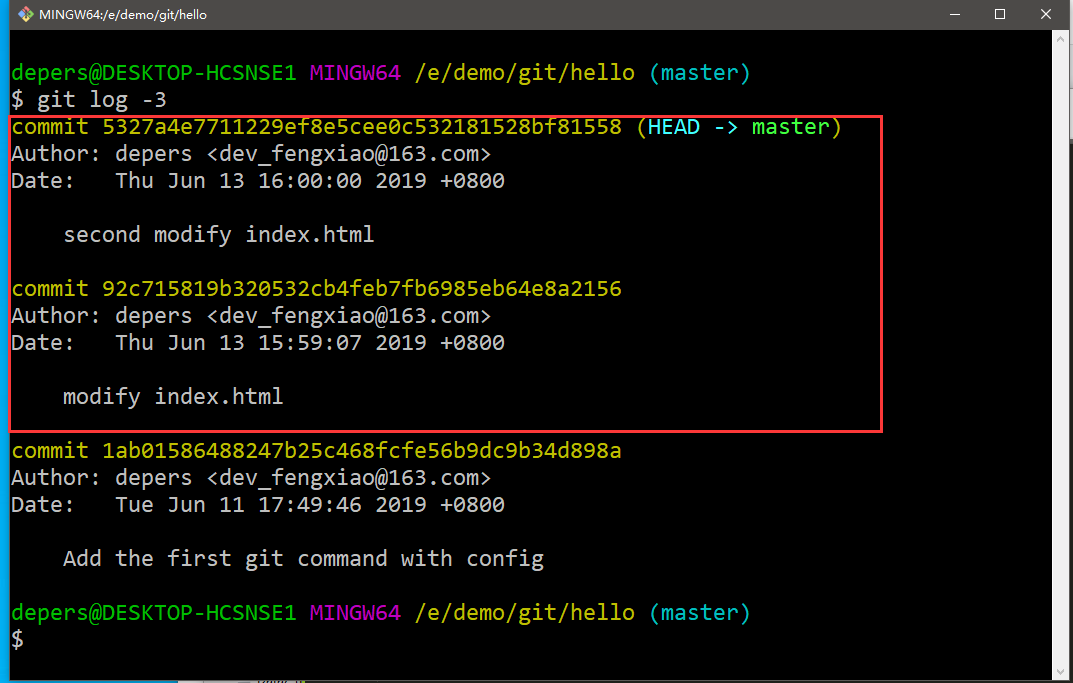 MINGW64:/e/demo/git/hello
depers@DESKTOP-HCSNSE1 MINGW64 /e/demo/git/hello (master)
$ git log -3
commit 5327a4e7711229ef8e5cee0c532181528bf81558 (HEAD -> master)
Author: depers <dev_fengxiao@163.com>
Date:   Thu Jun 13 16:00:00 2019 +0800
    second modify index.html
commit 92c715819b320532cb4feb7fb6985eb64e8a2156
Author: depers <dev_fengxiao@163.com>
Date:   Thu Jun 13 15:59:07 2019 +0800
    modify index.html
commit 1ab01586488247b25c468fcfe56b9dc9b34d898a
Author: depers <dev_fengxiao@163.com>
Date:   Tue Jun 11 17:49:46 2019 +0800
    Add the first git command with config
depers@DESKTOP-HCSNSE1 MINGW64 /e/demo/git/hello (master)
$